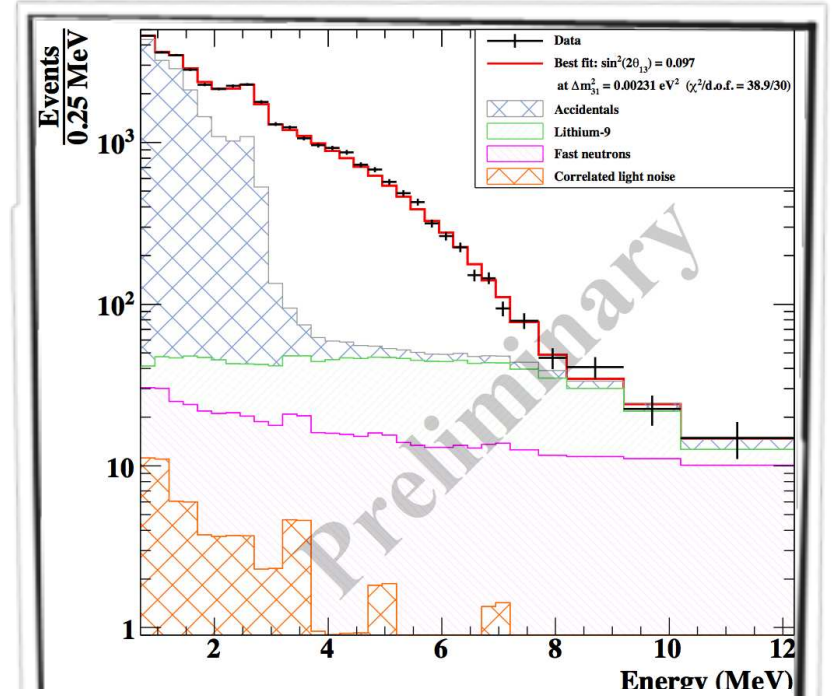 Events
0.25 MeV
Data
Best fit: sin²(2θ₁₃) = 0.097
at Δm²₃₁ = 0.00231 eV² (χ²/d.o.f. = 38.9/30)
Accidentals
Lithium-9
Fast neutrons
Correlated light noise
10³
10²
10
1
Preliminary
2 4 6 8 10 12
Energy (MeV)